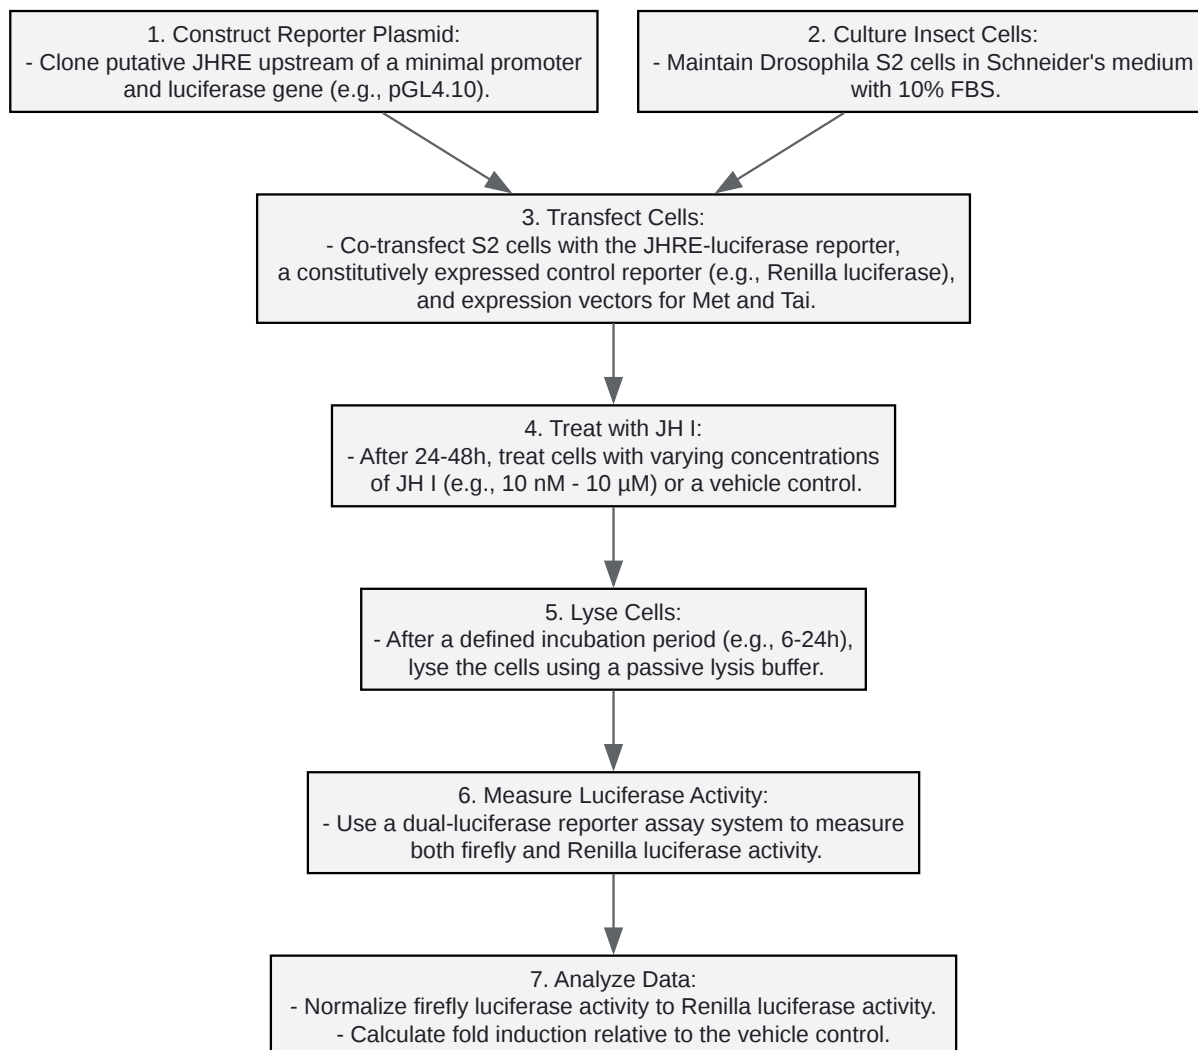 1. Construct Reporter Plasmid:
- Clone putative JHRE upstream of a minimal promoter
and luciferase gene (e.g., pGL4.10).
2. Culture Insect Cells:
- Maintain Drosophila S2 cells in Schneider's medium
with 10% FBS.
3. Transfect Cells:
- Co-transfect S2 cells with the JHRE-luciferase reporter,
a constitutively expressed control reporter (e.g., Renilla luciferase),
and expression vectors for Met and Tai.
4. Treat with JH I:
- After 24-48h, treat cells with varying concentrations
of JH I (e.g., 10 nM - 10 µM) or a vehicle control.
5. Lyse Cells:
- After a defined incubation period (e.g., 6-24h),
lyse the cells using a passive lysis buffer.
6. Measure Luciferase Activity:
- Use a dual-luciferase reporter assay system to measure
both firefly and Renilla luciferase activity.
7. Analyze Data:
- Normalize firefly luciferase activity to Renilla luciferase activity.
- Calculate fold induction relative to the vehicle control.